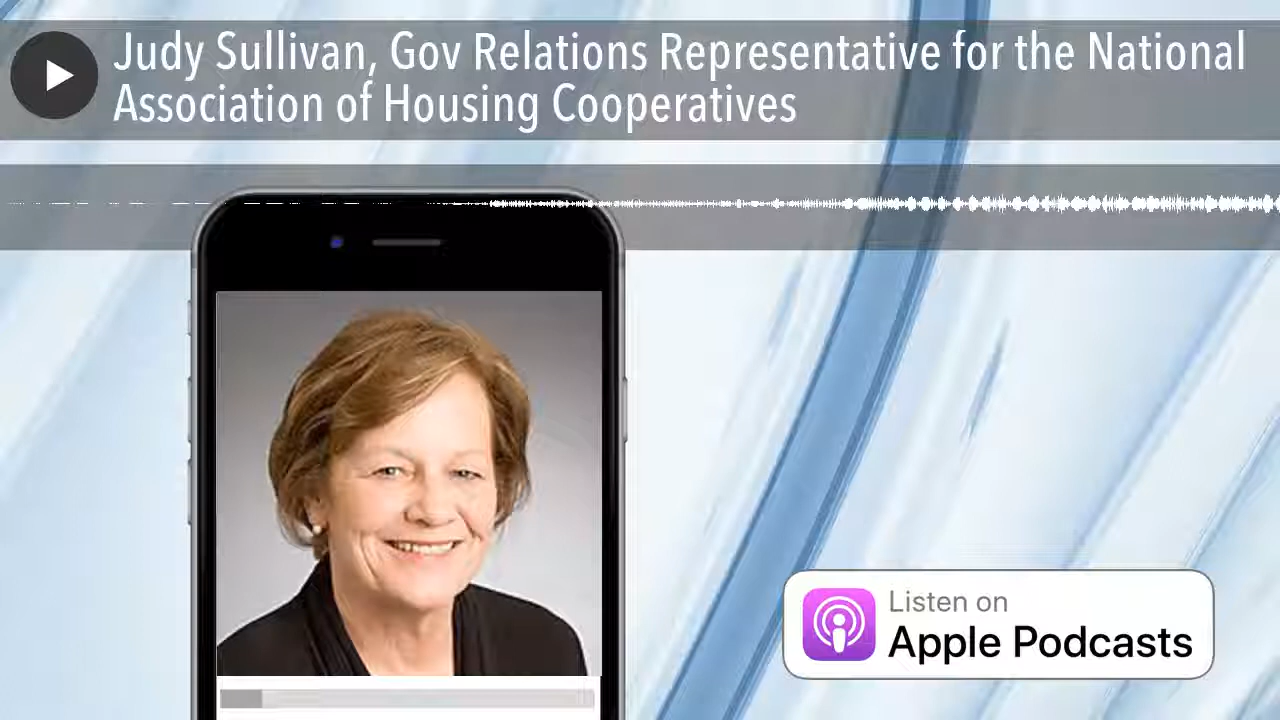 Judy Sullivan, Gov Relations Representative for the National
Association of Housing Cooperatives
Listen on
Apple Podcasts